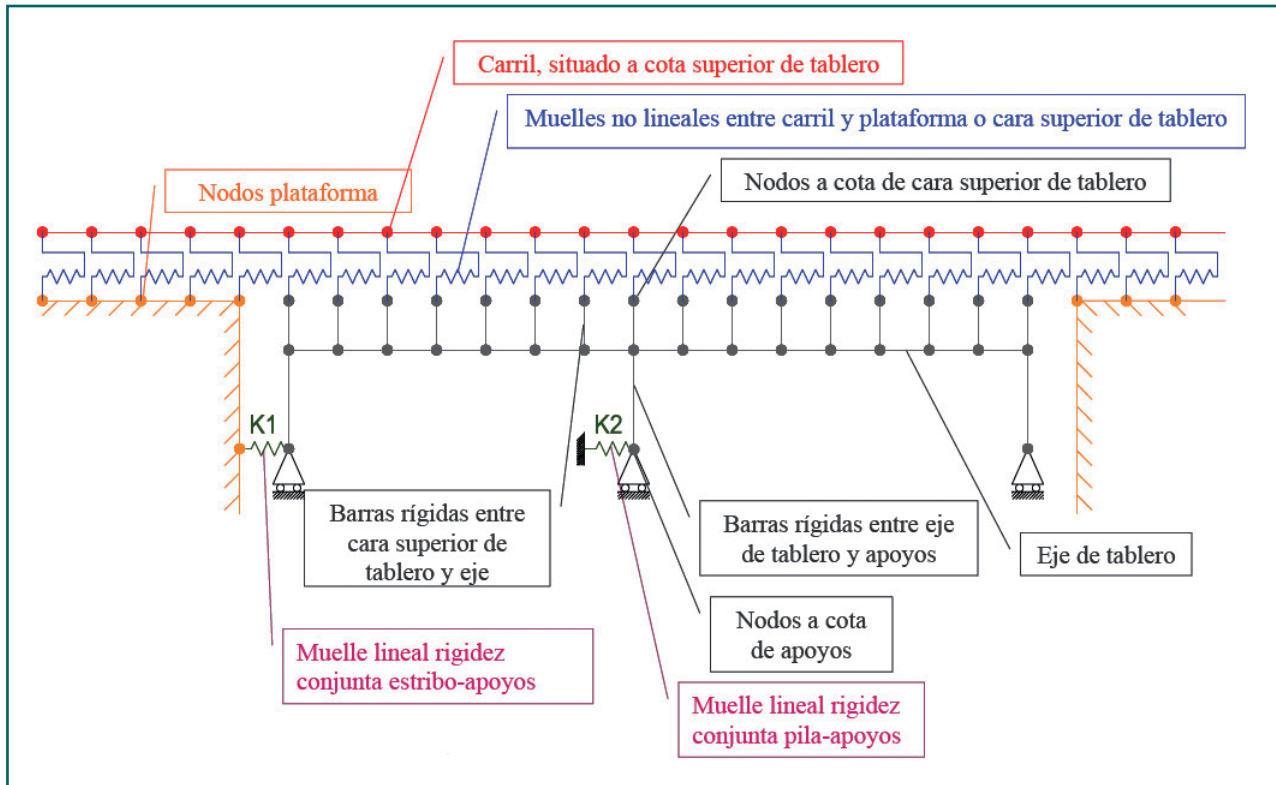 Carril, situado a cota superior de tablero
Muelles no lineales entre carril y plataforma o cara superior de tablero
Nodos plataforma
Nodos a cota de cara superior de tablero
K1
K2
Barras rígidas entre
cara superior de
tablero y eje
Barras rígidas entre eje
de tablero y apoyos
Eje de tablero
Nodos a cota
de apoyos
Muelle lineal rigidez
conjunta estribo-apoyos
Muelle lineal rigidez
conjunta pila-apoyos